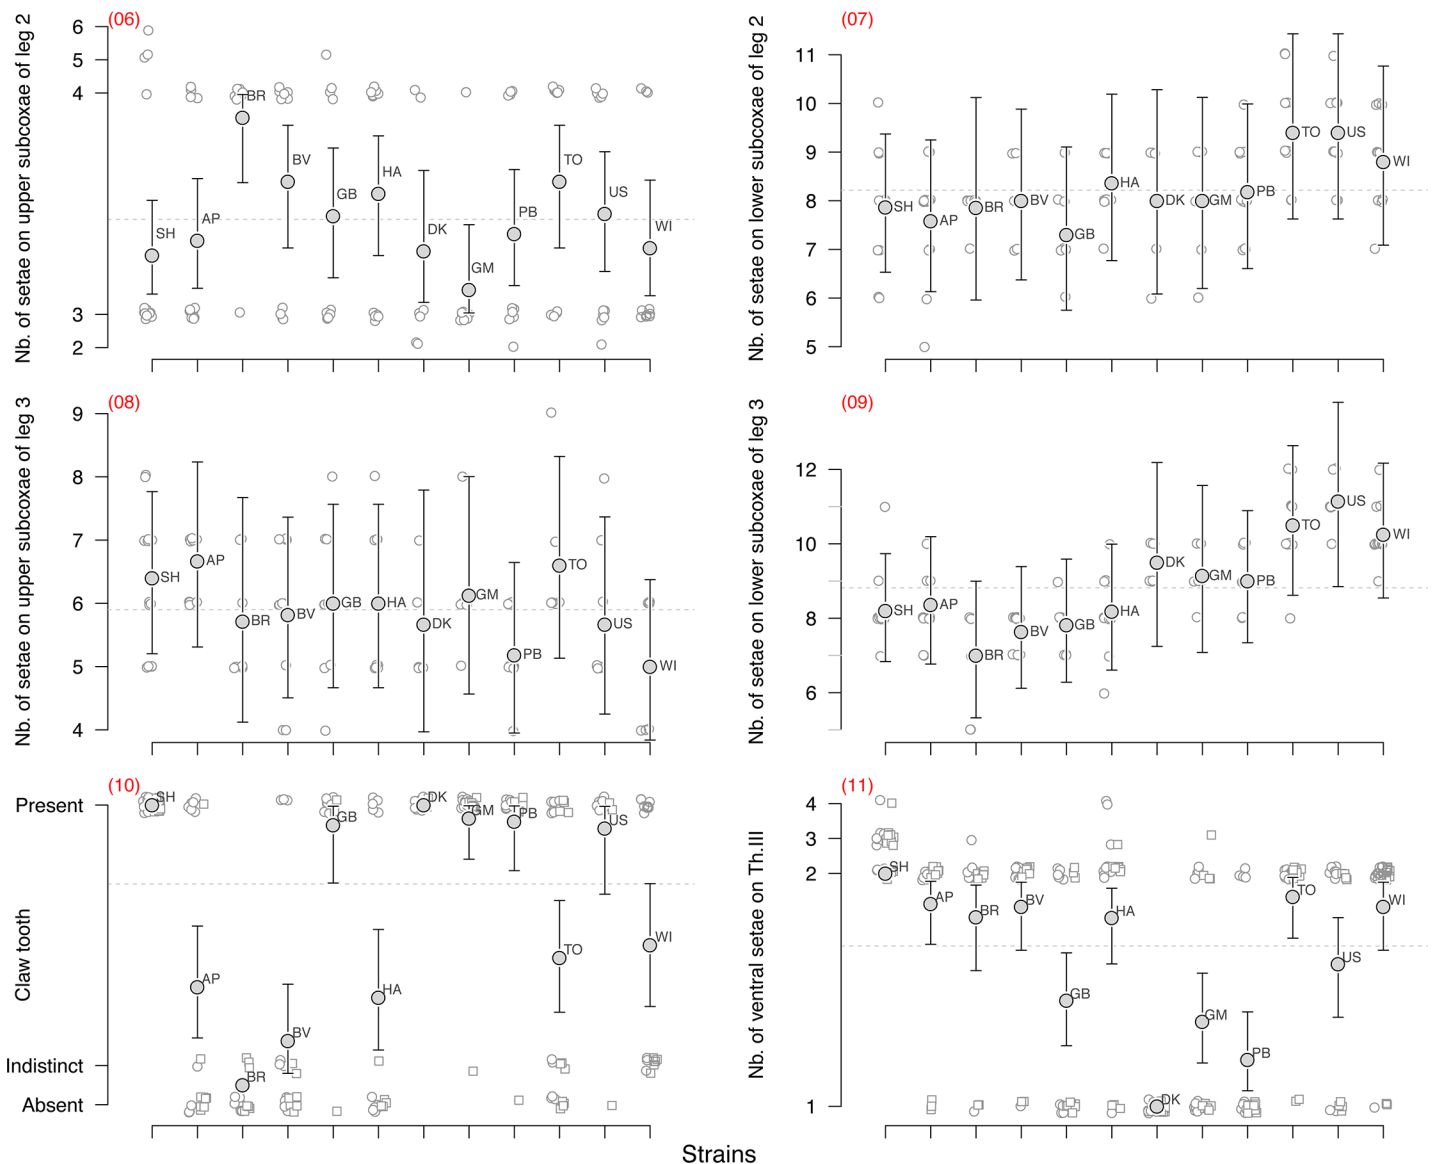 (06)
Nb. of setae on upper subcoxae of leg 2
6
5
4
3
2
SH
AP
BR
BV
GB
HA
DK
GM
PB
TO
US
WI
(07)
Nb. of setae on lower subcoxae of leg 2
11
10
9
8
7
6
5
SH
AP
BR
BV
GB
HA
DK
GM
PB
TO
US
WI
(08)
Nb. of setae on upper subcoxae of leg 3
9
8
7
6
5
4
SH
AP
BR
BV
GB
HA
DK
GM
PB
TO
US
WI
(09)
Nb. of setae on lower subcoxae of leg 3
12
10
8
6
SH
AP
BR
BV
GB
HA
DK
GM
PB
TO
US
WI
(10)
Claw tooth
Present
Indistinct
Absent
SH
AP
BR
BV
GB
HA
DK
GM
PB
TO
US
WI
(11)
Nb. of ventral setae on Th.III
4
3
2
1
SH
AP
BR
BV
GB
HA
DK
GM
PB
TO
US
WI
Strains